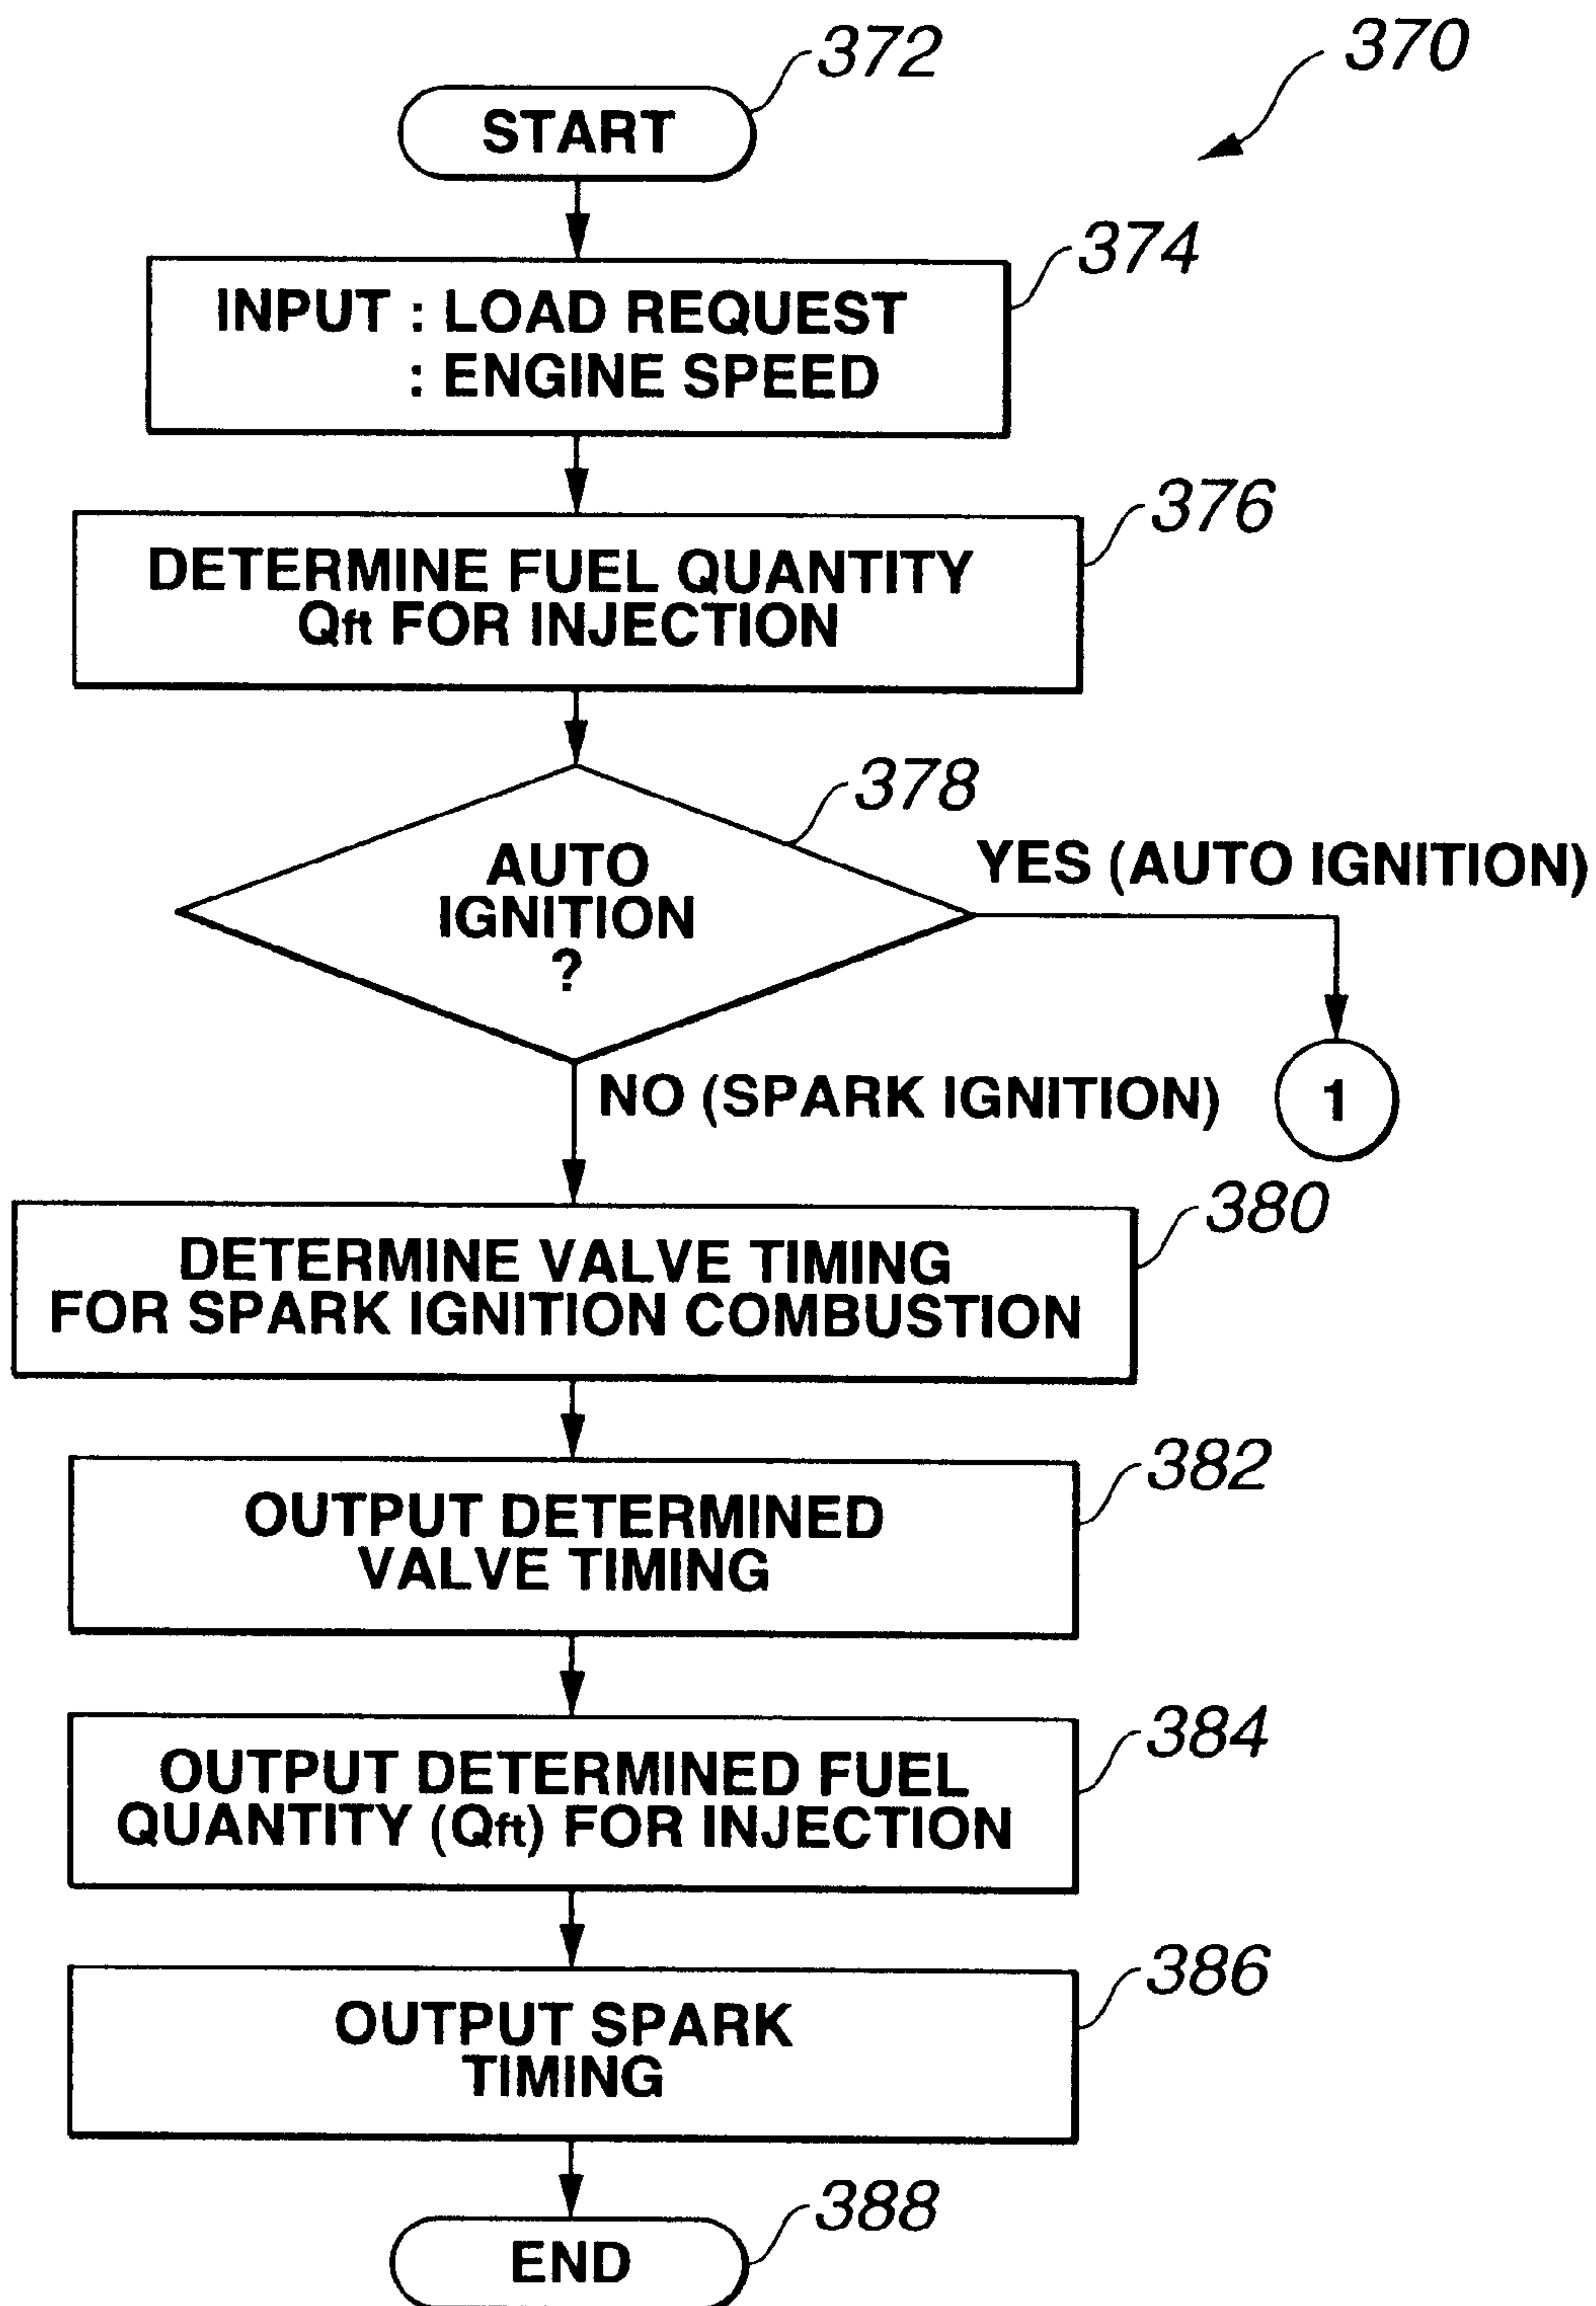 372
370
START
374
INPUT : LOAD REQUEST
: ENGINE SPEED
376
DETERMINE FUEL QUANTITY
Qft FOR INJECTION
378
AUTO
IGNITION
?
YES (AUTO IGNITION)
NO (SPARK IGNITION)
1
380
DETERMINE VALVE TIMING
FOR SPARK IGNITION COMBUSTION
382
OUTPUT DETERMINED
VALVE TIMING
384
OUTPUT DETERMINED FUEL
QUANTITY (Qft) FOR INJECTION
386
OUTPUT SPARK
TIMING
388
END